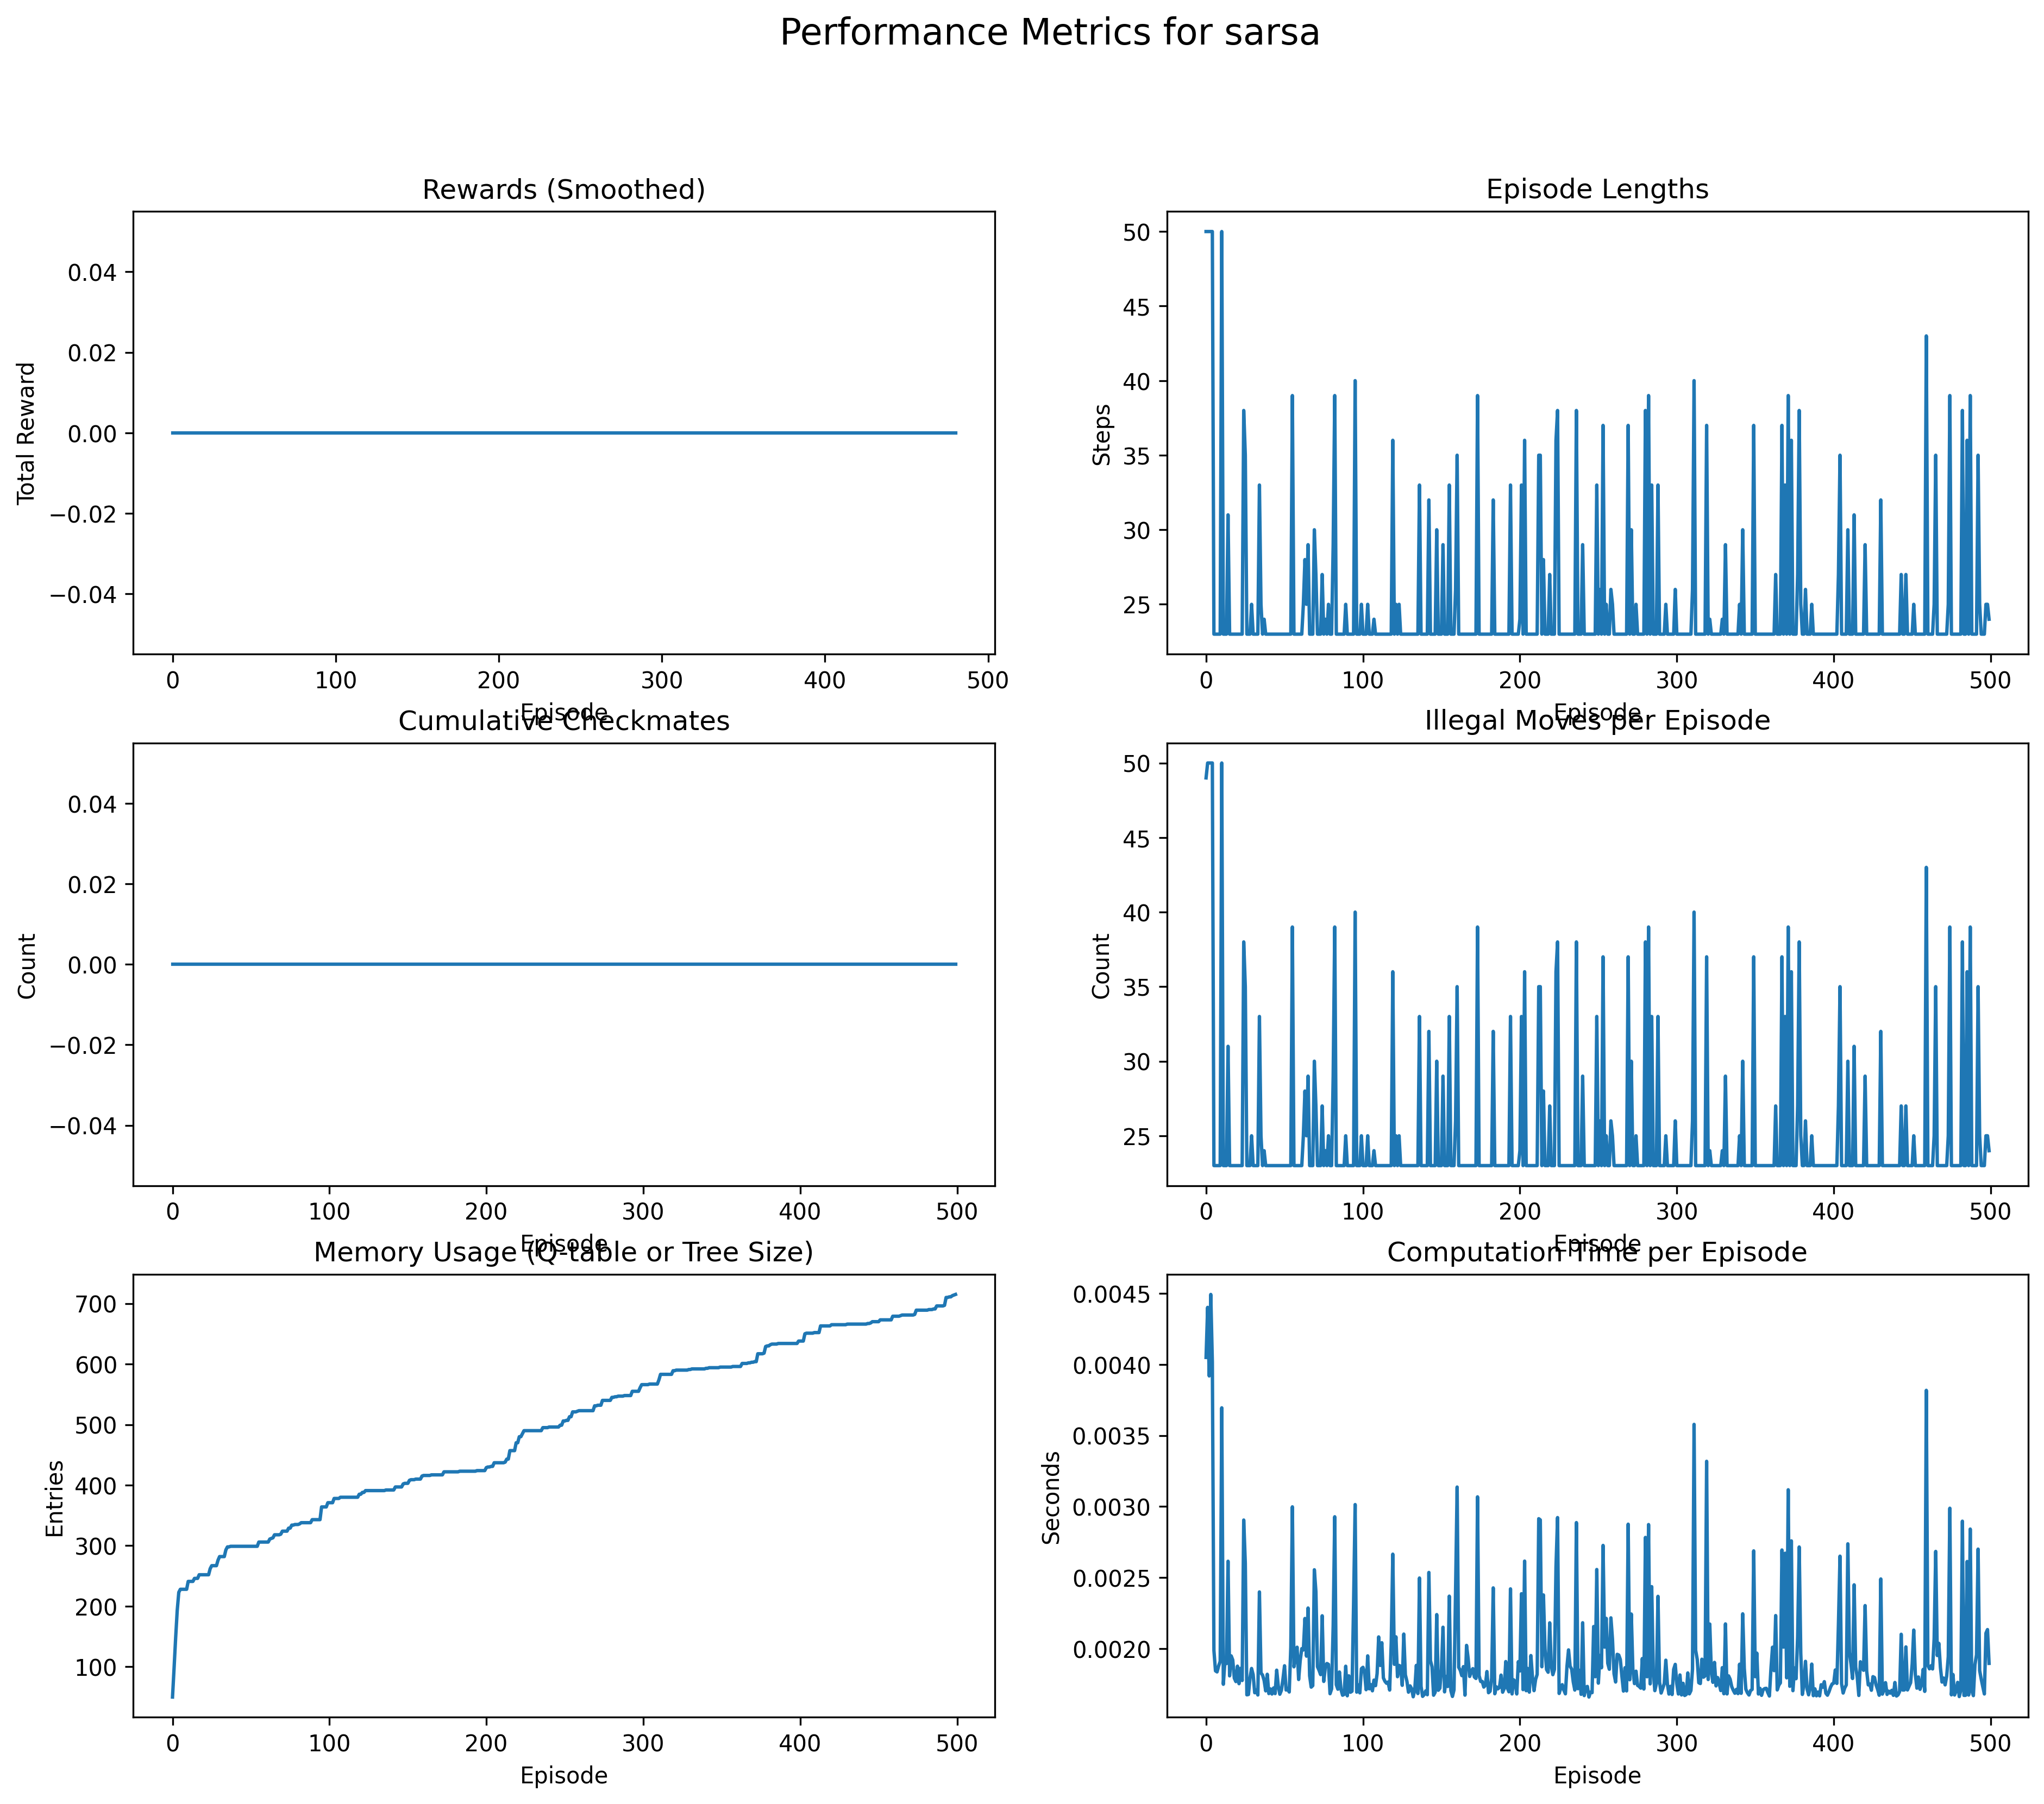 Performance Metrics for sarsa
Rewards (Smoothed)
Total Reward
0.04
0.02
0.00
−0.02
−0.04
0 100 200 300 400 500
Episode
Episode Lengths
Steps
50
45
40
35
30
25
0 100 200 300 400 500
Episode
Cumulative Checkmates
Count
0.04
0.02
0.00
−0.02
−0.04
0 100 200 300 400 500
Episode
Illegal Moves per Episode
Count
50
45
40
35
30
25
0 100 200 300 400 500
Episode
Memory Usage (Q-table or Tree Size)
Entries
700
600
500
400
300
200
100
0 100 200 300 400 500
Episode
Computation Time per Episode
Seconds
0.0045
0.0040
0.0035
0.0030
0.0025
0.0020
0 100 200 300 400 500
Episode